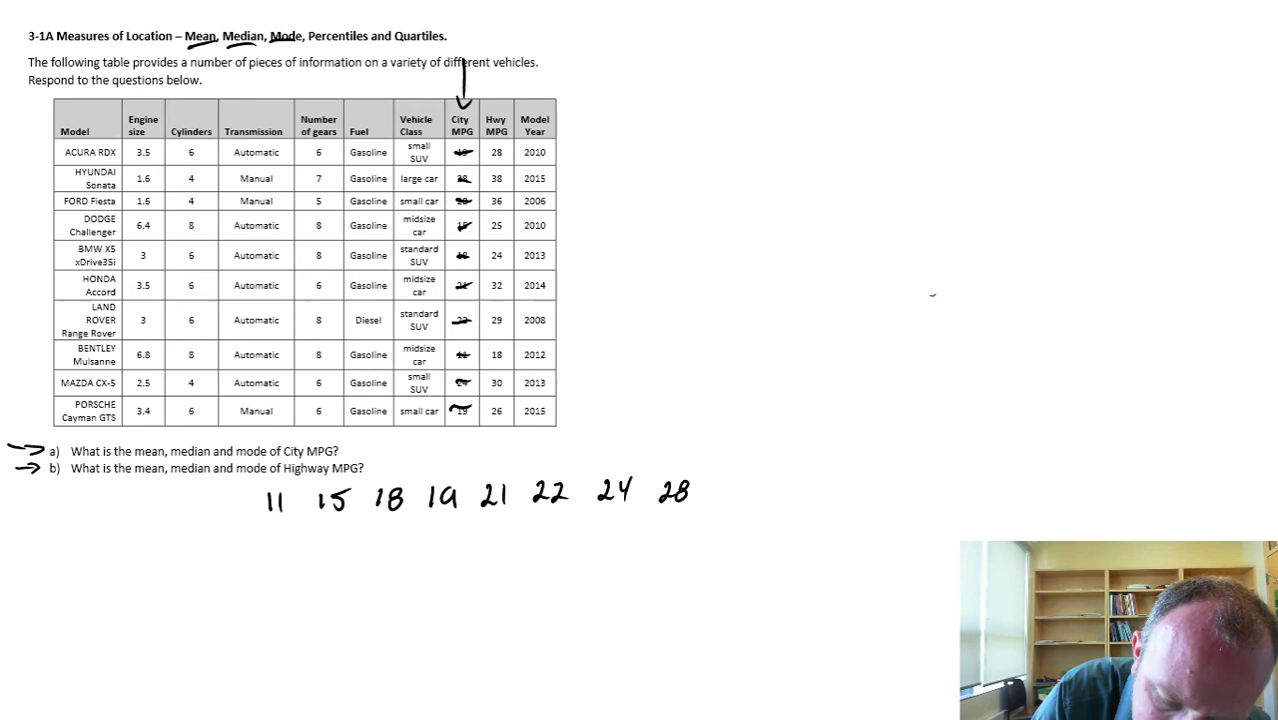 3-1A Measures of Location – Mean, Median, Mode, Percentiles and Quartiles.
The following table provides a number of pieces of information on a variety of different vehicles.
Respond to the questions below.
Model Engine size Cylinders Transmission Number of gears Fuel Vehicle Class City MPG Hwy MPG Model Year
ACURA RDX 3.5 6 Automatic 6 Gasoline small SUV 28 2010
HYUNDAI Sonata 1.6 4 Manual 7 Gasoline large car 38 2015
FORD Fiesta 1.6 4 Manual 5 Gasoline small car 36 2006
DODGE Challenger 6.4 8 Automatic 8 Gasoline midsize car 15 25 2010
BMW X5 xDrive35i 3 6 Automatic 8 Gasoline standard SUV 24 2013
HONDA Accord 3.5 6 Automatic 6 Gasoline midsize car 21 32 2014
LAND ROVER Range Rover 3 6 Automatic 8 Diesel standard SUV 29 2008
BENTLEY Mulsanne 6.8 8 Automatic 8 Gasoline midsize car 18 2012
MAZDA CX-5 2.5 4 Automatic 6 Gasoline small SUV 24 30 2013
PORSCHE Cayman GTS 3.4 6 Manual 6 Gasoline small car 19 26 2015
a) What is the mean, median and mode of City MPG?
b) What is the mean, median and mode of Highway MPG?
11 15 18 19 21 22 24 28